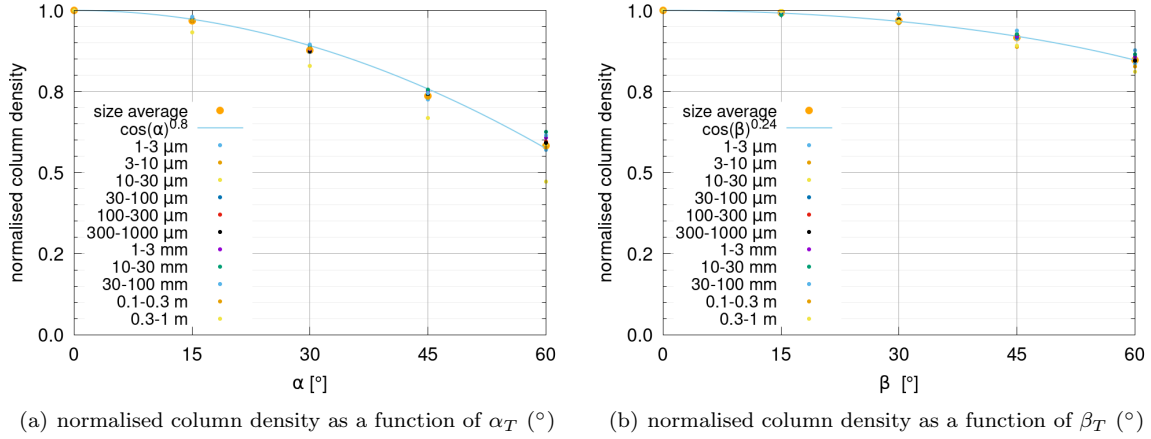 normalised column density
1.0
0.8
0.5
0.2
0.0
size average
cos(α)^0.8
1-3 μm
3-10 μm
10-30 μm
30-100 μm
100-300 μm
300-1000 μm
1-3 mm
10-30 mm
30-100 mm
0.1-0.3 m
0.3-1 m
0 15 30 45 60
α [°]
(a) normalised column density as a function of α_T (°)
normalised column density
1.0
0.8
0.5
0.2
0.0
size average
cos(β)^0.24
1-3 μm
3-10 μm
10-30 μm
30-100 μm
100-300 μm
300-1000 μm
1-3 mm
10-30 mm
30-100 mm
0.1-0.3 m
0.3-1 m
0 15 30 45 60
β [°]
(b) normalised column density as a function of β_T (°)